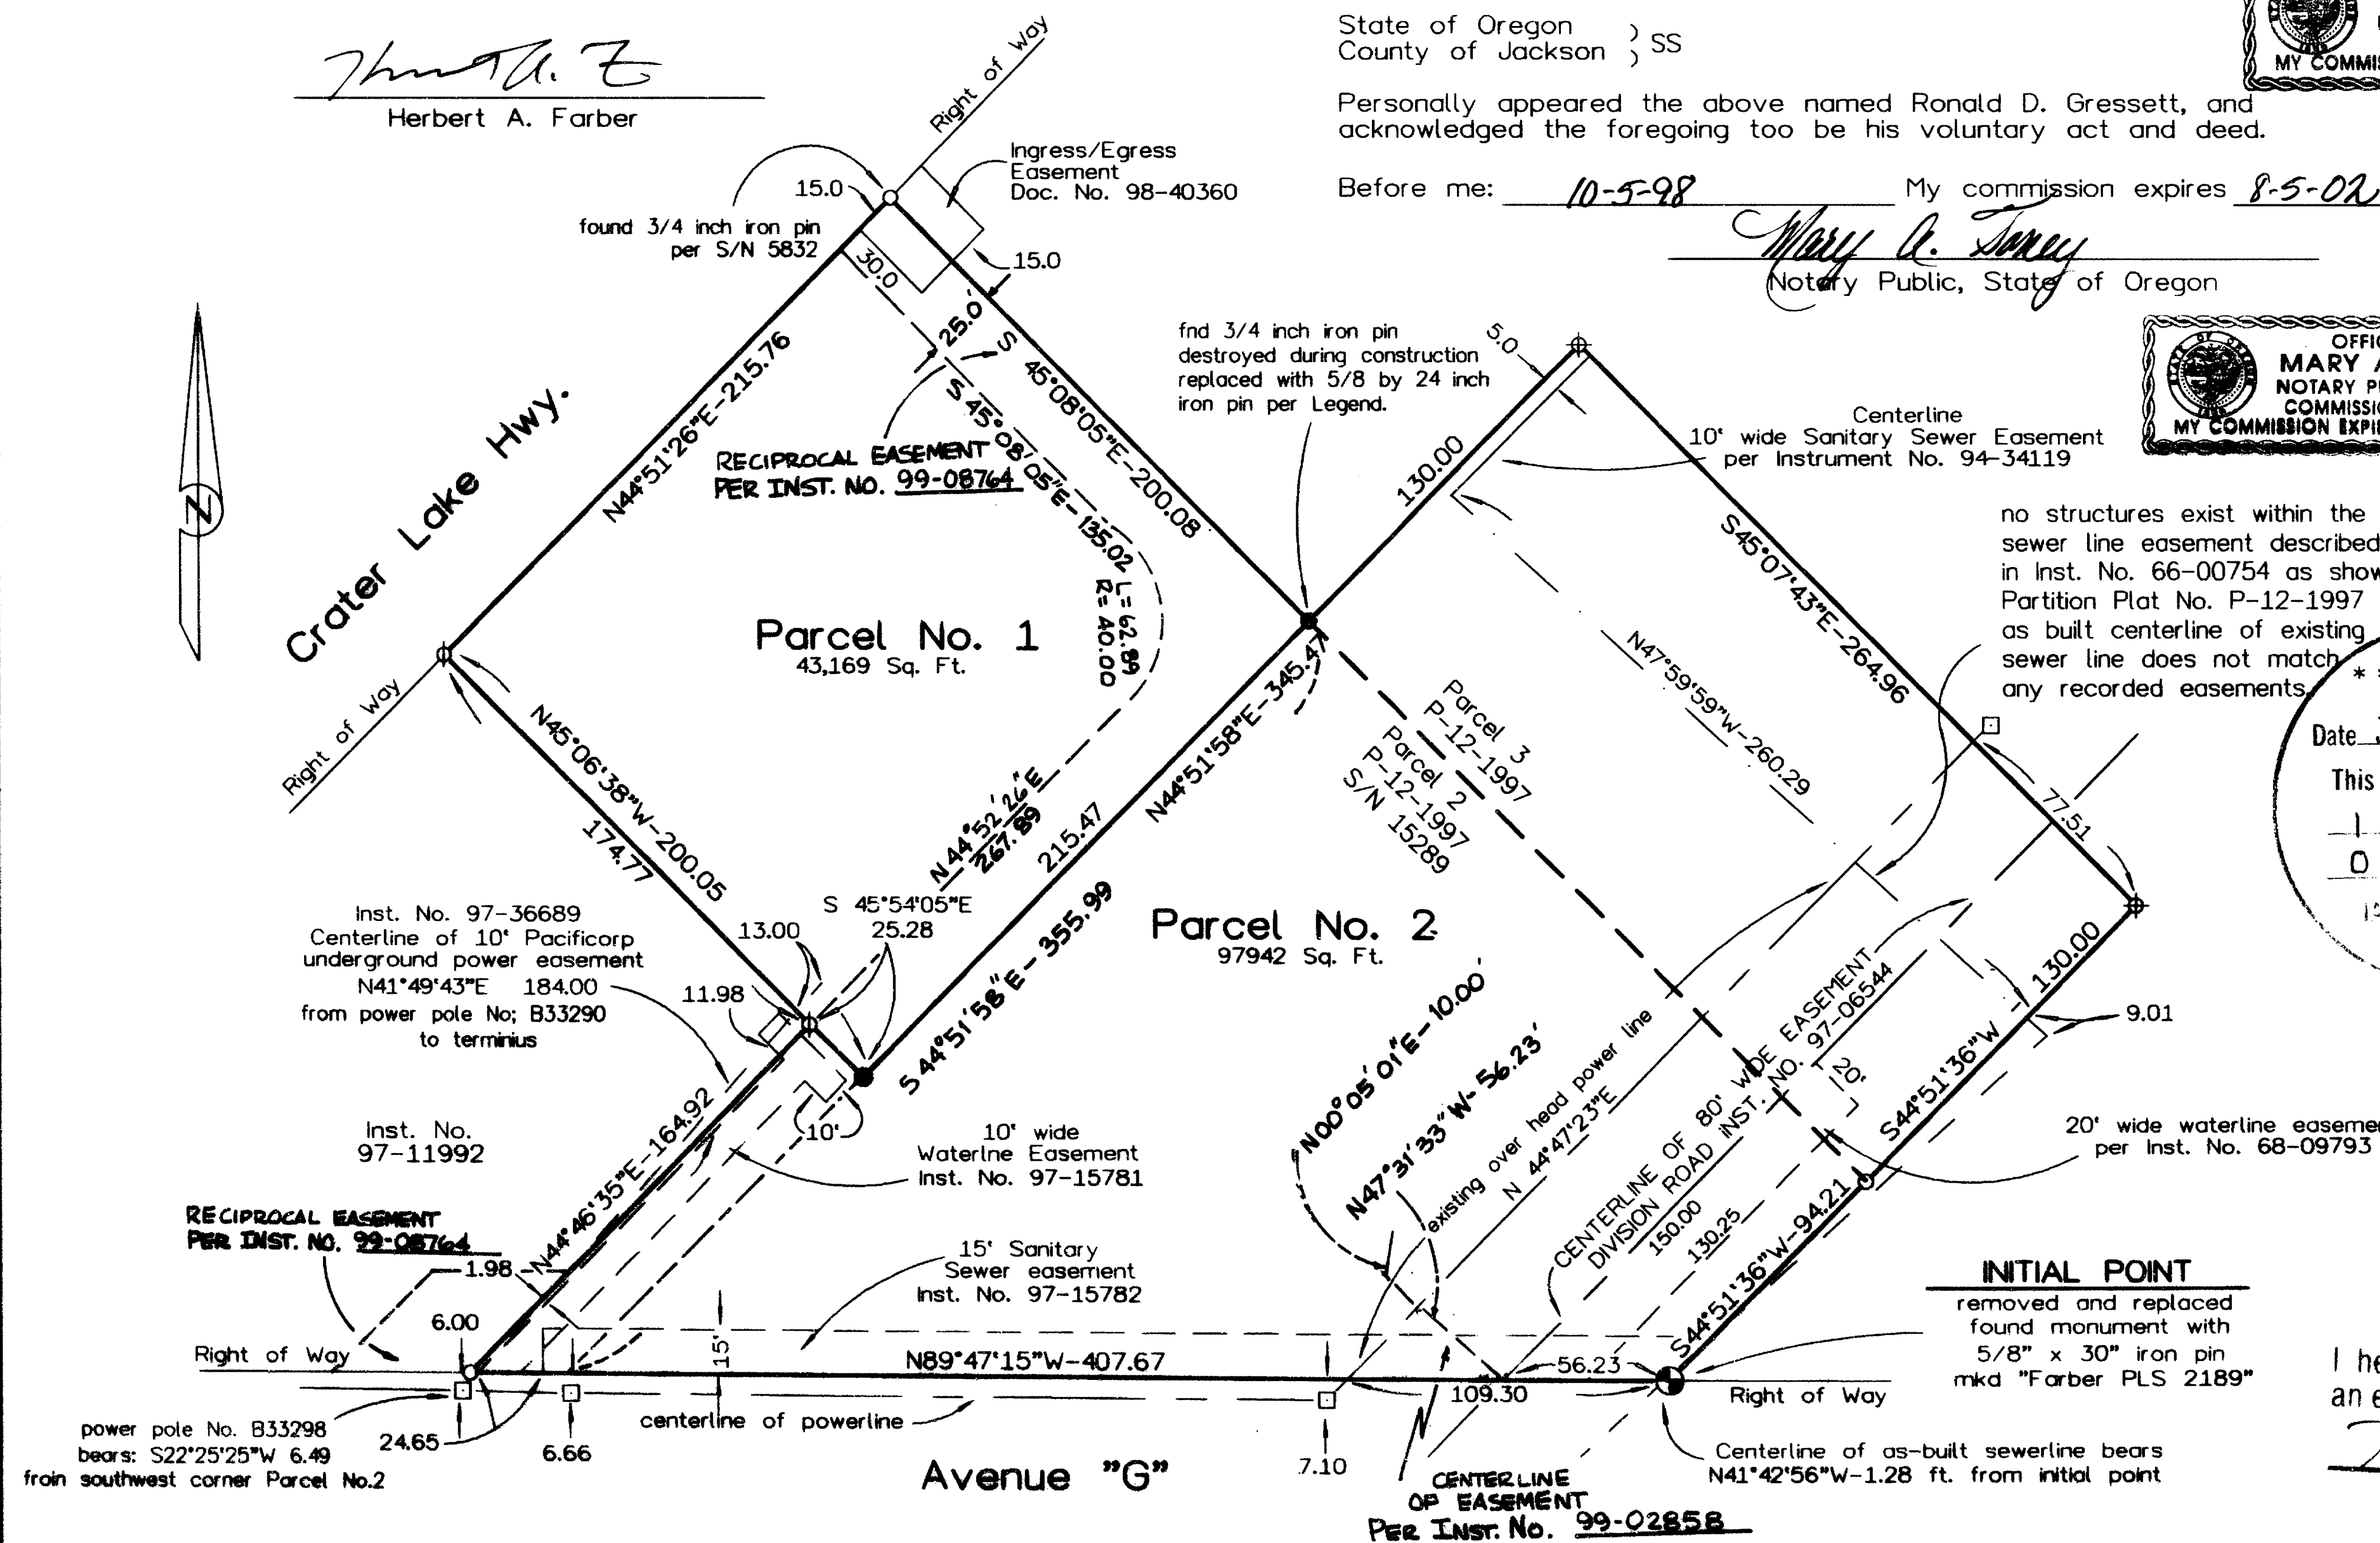 Herbert A. Farber
State of Oregon )
County of Jackson ) SS
MY COMMIS
Personally appeared the above named Ronald D. Gressett, and
acknowledged the foregoing too be his voluntary act and deed.
Before me: 10-5-98 My commission expires 8-5-02
Notary Public, State of Oregon
OFFIC
MARY A
NOTARY P
COMMISSIO
MY COMMISSION EXPI
Right of Way
Ingress/Egress
Easement
Doc. No. 98-40360
15.0
found 3/4 inch iron pin
per S/N 5832
30.0
15.0
25.0'
N44°51'26"E-215.76
S 45°08'05"E-200.08
S 45°08'05"E-135.02
RECIPROCAL EASEMENT
PER INST. NO. 99-08764
L=62.89
R=40.00
Crater Lake Hwy.
N
fnd 3/4 inch iron pin
destroyed during construction
replaced with 5/8 by 24 inch
iron pin per Legend.
5.0
130.00
Centerline
10' wide Sanitary Sewer Easement
per Instrument No. 94-34119
no structures exist within the
sewer line easement described
in Inst. No. 66-00754 as show
Partition Plat No. P-12-1997
as built centerline of existing
sewer line does not match
any recorded easements.
Date
This
1
0
S45°07'43"E-264.96
N47°59'59"W-260.29
77.51
Parcel No. 1
43,169 Sq. Ft.
Right of Way
N45°06'38"W-200.05
174.77
N44°51'58"E-345.47
215.47
N 44°52'26"E
267.89
S 44°51'58"E - 355.99
Parcel 3
P-12-1997
Parcel 2
P-12-1997
S/N 15289
Parcel No. 2
97942 Sq. Ft.
S 45°54'05"E
25.28
13.00
11.98
Inst. No. 97-36689
Centerline of 10' Pacificorp
underground power easement
N41°49'43"E 184.00
from power pole No; B33290
to terminius
Inst. No.
97-11992
10'
10' wide
Waterlne Easement
Inst. No. 97-15781
N44°46'35"E-164.92
RECIPROCAL EASEMENT
PER INST. NO. 99-08764
1.98
6.00
Right of Way
15' Sanitary
Sewer easement
Inst. No. 97-15782
15'
N89°47'15"W-407.67
N00°05'01"E-10.00'
N47°31'33"W-56.23'
existing over head power line
N 44°47'23"E
CENTERLINE OF 80' WIDE EASEMENT
DIVISION ROAD INST. NO. 97-06544
150.00
130.25
20'
130.00
S44°51'36"W
9.01
20' wide waterline easeme
per Inst. No. 68-09793
S44°51'36"W-94.21
INITIAL POINT
removed and replaced
found monument with
5/8" x 30" iron pin
mkd "Farber PLS 2189"
56.23
109.30
Right of Way
I he
an e
power pole No. B33298
bears: S22°25'25"W 6.49
froin southwest corner Parcel No.2
24.65
6.66
centerline of powerline
7.10
Avenue "G"
CENTERLINE
OF EASEMENT
PER INST. NO. 99-02858
Centerline of as-built sewerline bears
N41°42'56"W-1.28 ft. from initial point